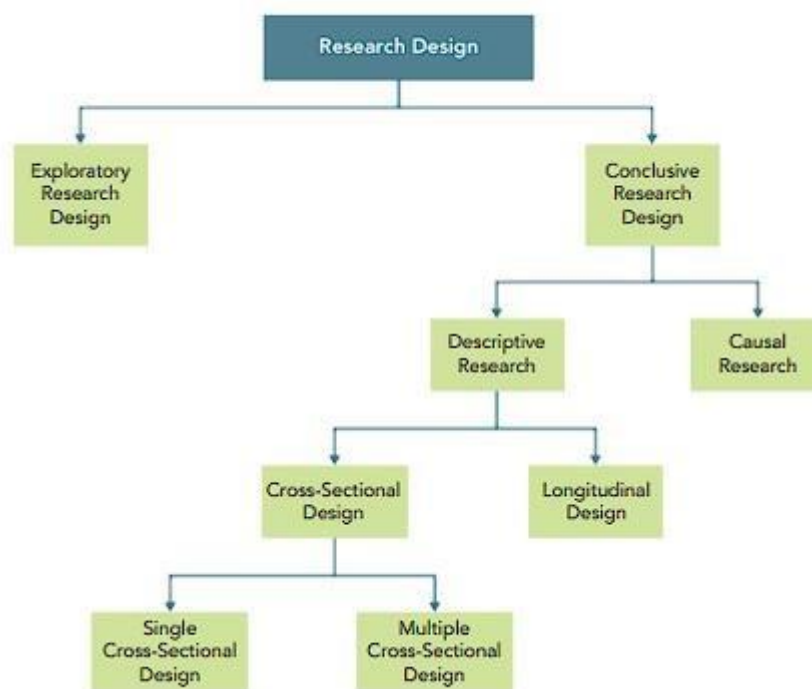 Research Design
Exploratory
Research
Design
Conclusive
Research
Design
Descriptive
Research
Causal
Research
Cross-Sectional
Design
Longitudinal
Design
Single
Cross-Sectional
Design
Multiple
Cross-Sectional
Design